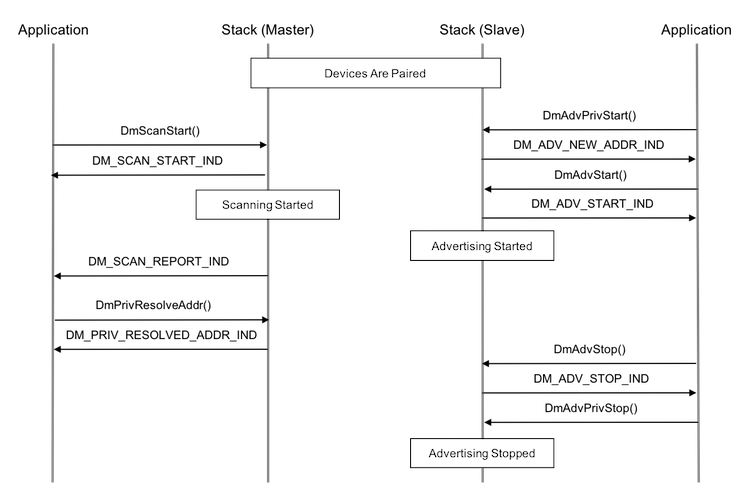 Application
Stack (Master)
Stack (Slave)
Application
Devices Are Paired
DmAdvPrivStart()
DmScanStart()
DM_ADV_NEW_ADDR_IND
DM_SCAN_START_IND
DmAdvStart()
Scanning Started
DM_ADV_START_IND
Advertising Started
DM_SCAN_REPORT_IND
DmPrivResolveAddr()
DM_PRIV_RESOLVED_ADDR_IND
DmAdvStop()
DM_ADV_STOP_IND
DmAdvPrivStop()
Advertising Stopped